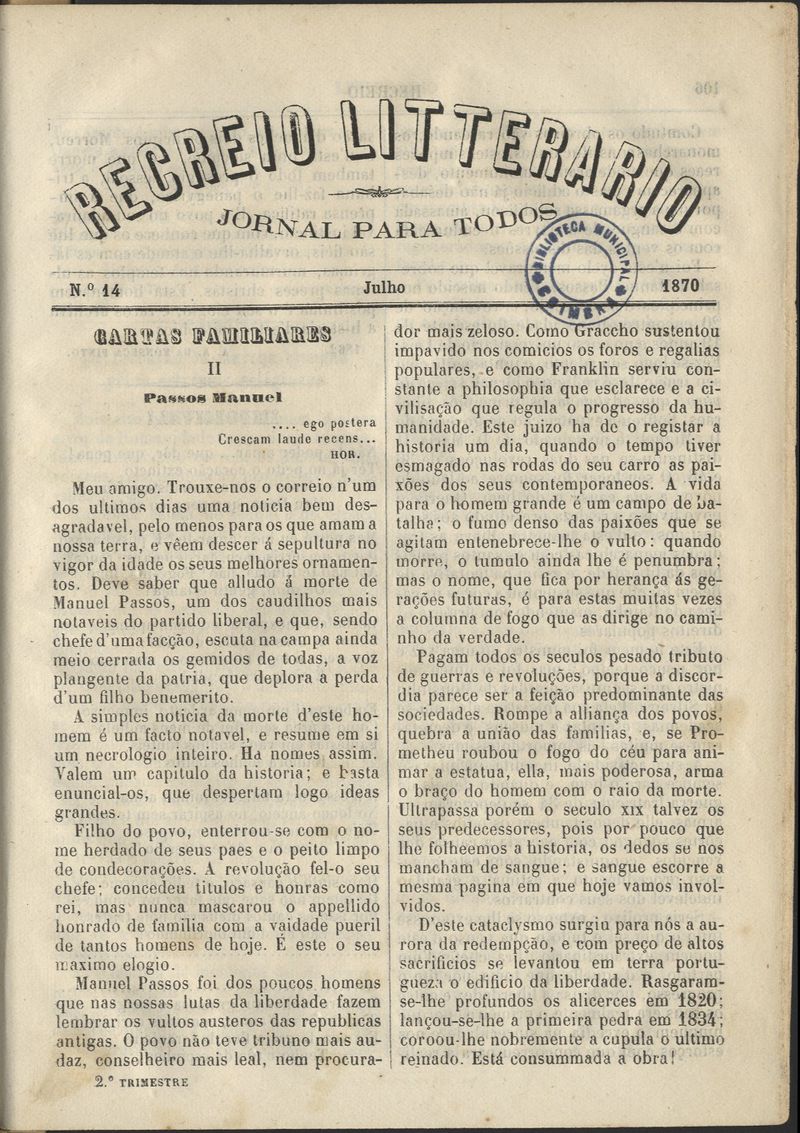 RECREIO LITTERARIO
JORNAL PARA TODOS
BIBLIOTECA MUNICIPAL
N.º 14
Julho
1870
CARTAS FAMILIARES
II
Passos Manuel
.... ego postera
Crescam laude recens...
HOR.
Meu amigo. Trouxe-nos o correio n'um
dos ultimos dias uma noticia bem des-
agradavel, pelo menos para os que amam a
nossa terra, e vêem descer á sepultura no
vigor da idade os seus melhores ornamen-
tos. Deve saber que alludo á morte de
Manuel Passos, um dos caudilhos mais
notaveis do partido liberal, e que, sendo
chefe d'uma facção, escuta na campa ainda
meio cerrada os gemidos de todas, a voz
plangente da patria, que deplora a perda
d'um filho benemerito.
A simples noticia da morte d'este ho-
mem é um facto notavel, e resume em si
um necrologio inteiro. Ha nomes assim.
Valem um capitulo da historia; e basta
enuncial-os, que despertam logo ideas
grandes.
Filho do povo, enterrou-se com o no-
me herdado de seus paes e o peito limpo
de condecorações. A revolução fel-o seu
chefe; concedeu titulos e honras como
rei, mas nunca mascarou o appellido
honrado de familia com a vaidade pueril
de tantos homens de hoje. É este o seu
maximo elogio.
Manuel Passos foi dos poucos homens
que nas nossas lutas da liberdade fazem
lembrar os vultos austeros das republicas
antigas. O povo não teve tribuno mais au-
daz, conselheiro mais leal, nem procura-
2.º TRIMESTRE
dor mais zeloso. Como Graccho sustentou
impavido nos comicios os foros e regalias
populares, e como Franklin serviu con-
stante a philosophia que esclarece e a ci-
vilisação que regula o progresso da hu-
manidade. Este juizo ha de o registar a
historia um dia, quando o tempo tiver
esmagado nas rodas do seu carro as pai-
xões dos seus contemporaneos. A vida
para o homem grande é um campo de ba-
talha; o fumo denso das paixões que se
agitam entenebrece-lhe o vulto: quando
morre, o tumulo ainda lhe é penumbra;
mas o nome, que fica por herança ás ge-
rações futuras, é para estas muitas vezes
a columna de fogo que as dirige no cami-
nho da verdade.
Pagam todos os seculos pesado tributo
de guerras e revoluções, porque a discor-
dia parece ser a feição predominante das
sociedades. Rompe a alliança dos povos,
quebra a união das familias, e, se Pro-
metheu roubou o fogo do céu para ani-
mar a estatua, ella, mais poderosa, arma
o braço do homem com o raio da morte.
Ultrapassa porém o seculo XIX talvez os
seus predecessores, pois por pouco que
lhe folheemos a historia, os dedos se nos
mancham de sangue; e sangue escorre a
mesma pagina em que hoje vamos invol-
vidos.
D'este cataclysmo surgiu para nós a au-
rora da redempção, e com preço de altos
sacrificios se levantou em terra portu-
gueza o edificio da liberdade. Rasgaram-
se-lhe profundos os alicerces em 1820;
lançou-se-lhe a primeira pedra em 1834;
coroou-lhe nobremente a cupula o ultimo
reinado. Está consummada a obra!